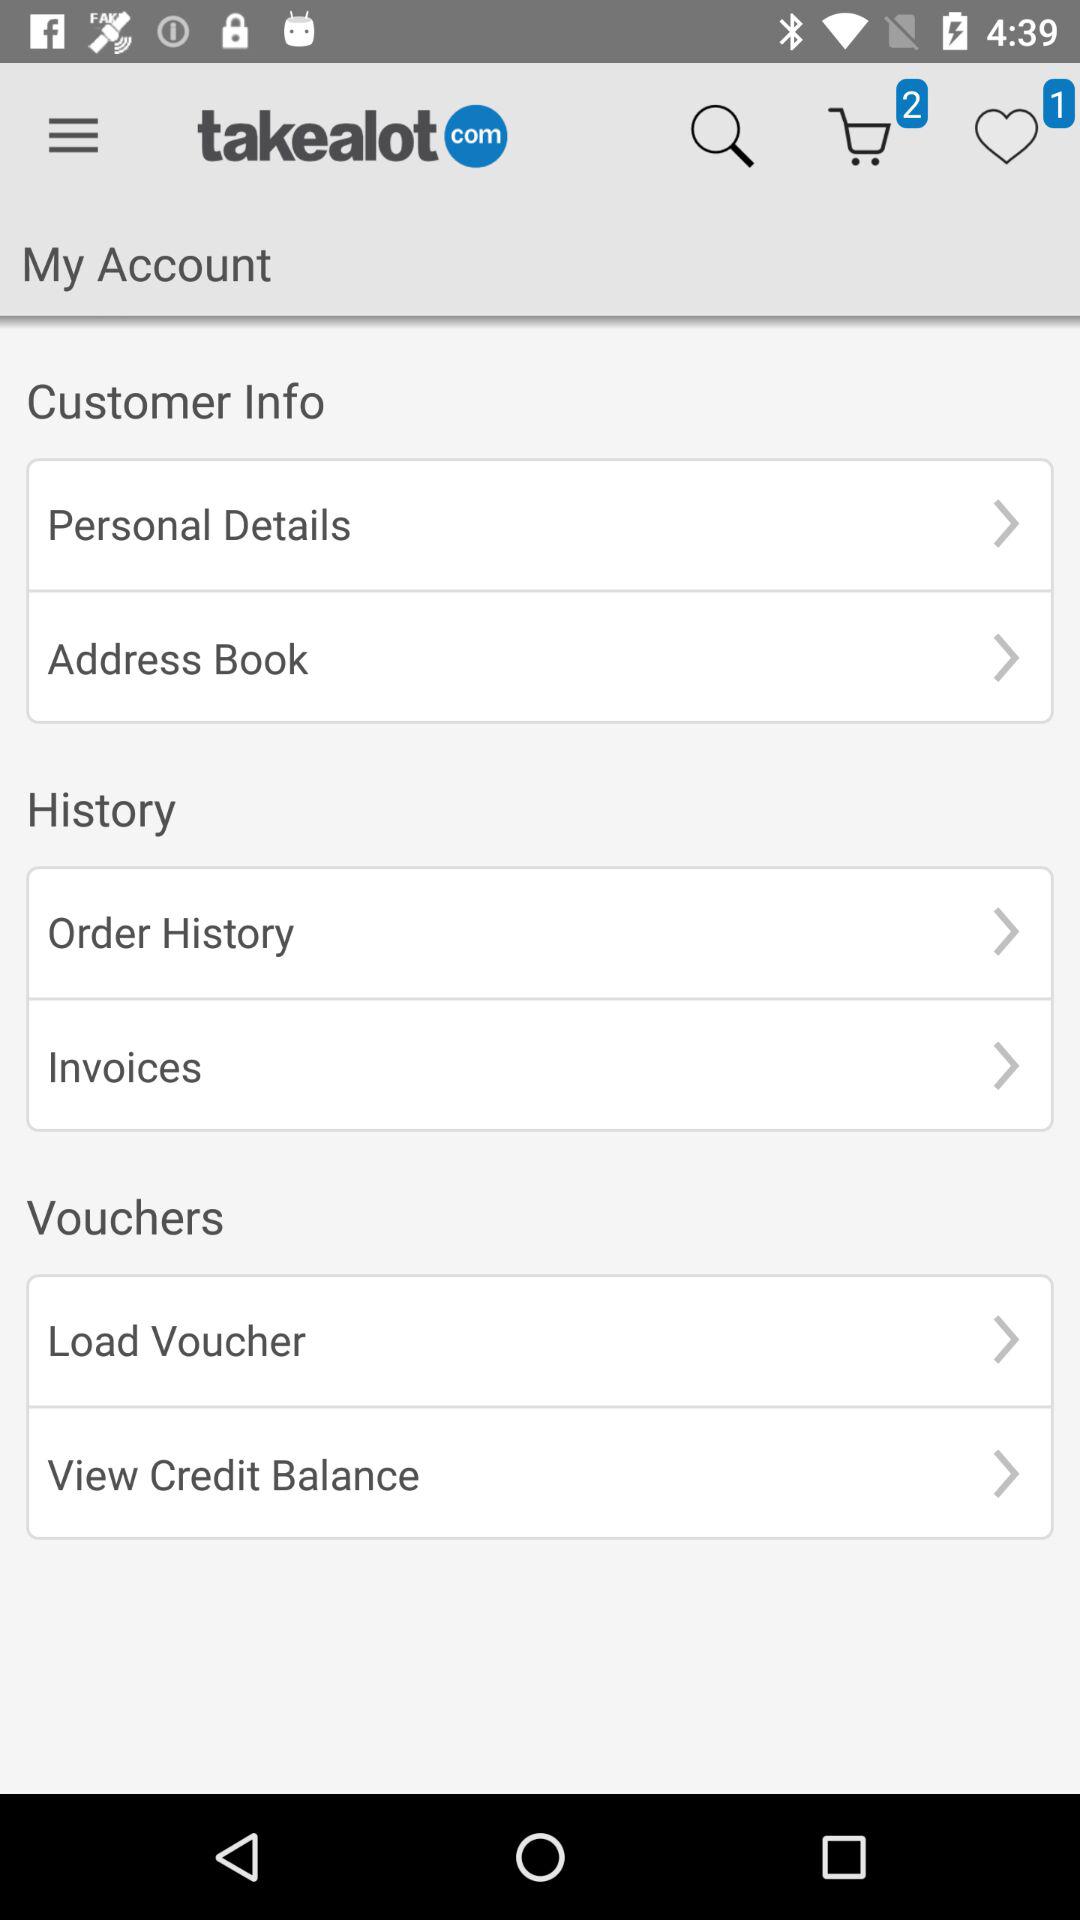 FAKE
4:39
takealot com
2
1
My Account
Customer Info
Personal Details
Address Book
History
Order History
Invoices
Vouchers
Load Voucher
View Credit Balance